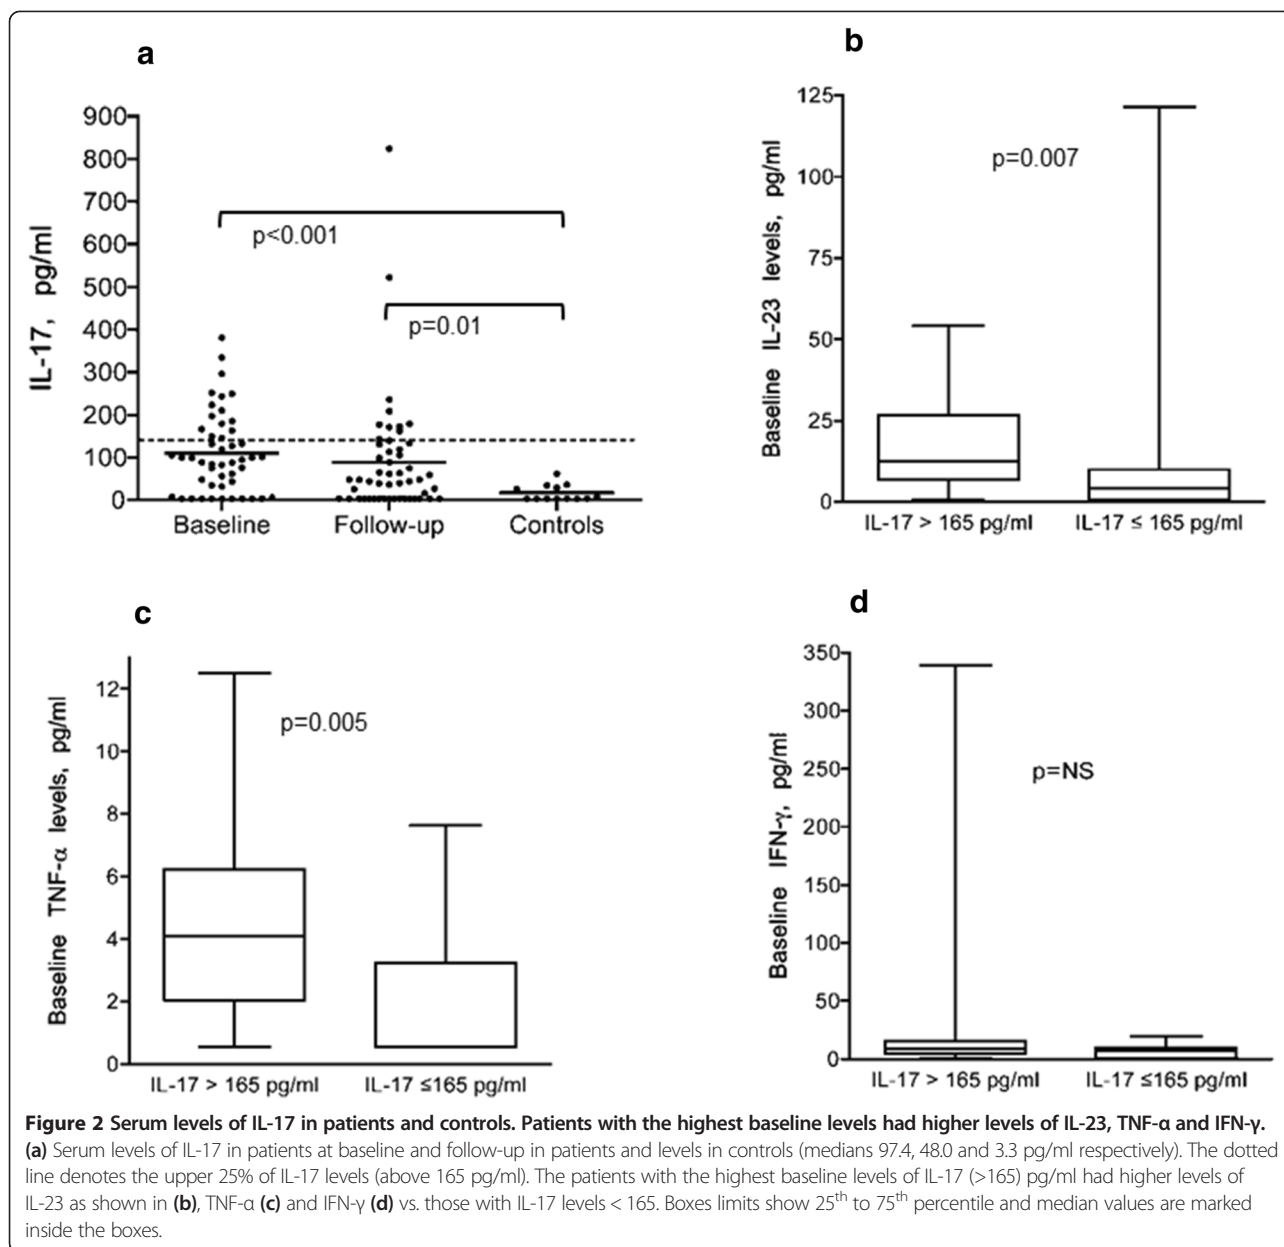 a
IL-17, pg/ml
900
800
700
600
500
400
300
200
100
0
p<0.001
p=0.01
Baseline Follow-up Controls
b
Baseline IL-23 levels, pg/ml
125
100
75
50
25
0
p=0.007
IL-17 > 165 pg/ml IL-17 ≤ 165 pg/ml
c
Baseline TNF-α levels, pg/ml
12
10
8
6
4
2
0
p=0.005
IL-17 > 165 pg/ml IL-17 ≤165 pg/ml
d
Baseline IFN-γ, pg/ml
350
300
250
200
150
100
50
0
p=NS
IL-17 > 165 pg/ml IL-17 ≤165 pg/ml
Figure 2 Serum levels of IL-17 in patients and controls. Patients with the highest baseline levels had higher levels of IL-23, TNF-α and IFN-γ.
(a) Serum levels of IL-17 in patients at baseline and follow-up in patients and levels in controls (medians 97.4, 48.0 and 3.3 pg/ml respectively). The dotted
line denotes the upper 25% of IL-17 levels (above 165 pg/ml). The patients with the highest baseline levels of IL-17 (>165) pg/ml had higher levels of
IL-23 as shown in (b), TNF-α (c) and IFN-γ (d) vs. those with IL-17 levels < 165. Boxes limits show 25th to 75th percentile and median values are marked
inside the boxes.